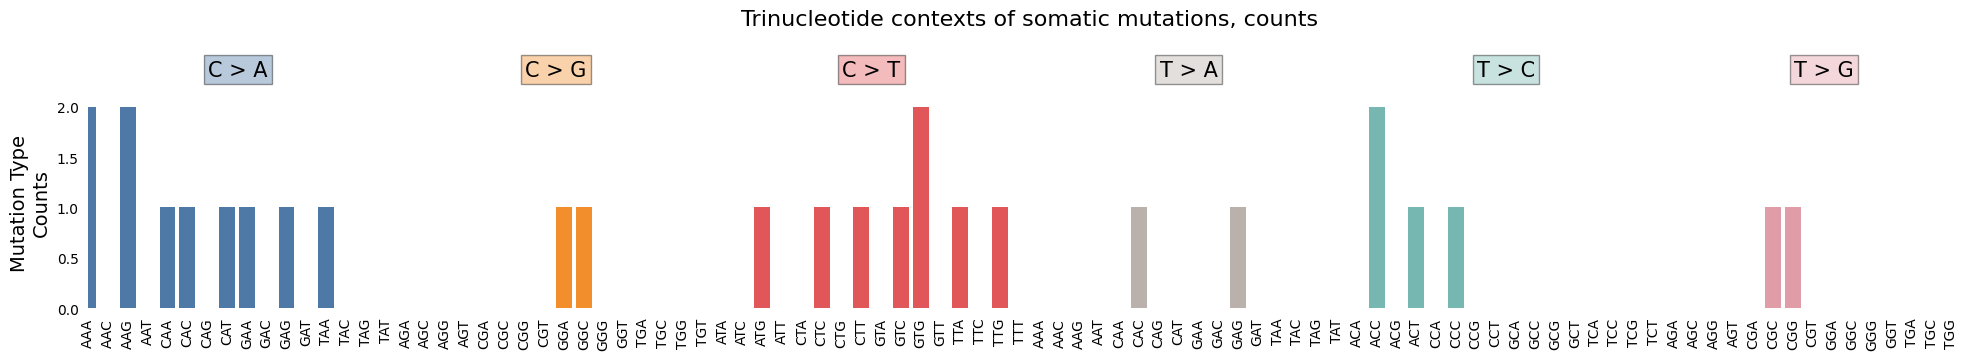 Trinucleotide contexts of somatic mutations, counts
C > A
C > G
C > T
T > A
T > C
T > G
Mutation Type
Counts
2.0
1.5
1.0
0.5
0.0
AAA
AAC
AAG
AAT
CAA
CAC
CAG
CAT
GAA
GAC
GAG
GAT
TAA
TAC
TAG
TAT
AGA
AGC
AGG
AGT
CGA
CGC
CGG
CGT
GGA
GGC
GGG
GGT
TGA
TGC
TGG
TGT
ATA
ATC
ATG
ATT
CTA
CTC
CTG
CTT
GTA
GTC
GTG
GTT
TTA
TTC
TTG
TTT
AAA
AAC
AAG
AAT
CAA
CAC
CAG
CAT
GAA
GAC
GAG
GAT
TAA
TAC
TAG
TAT
ACA
ACC
ACG
ACT
CCA
CCC
CCG
CCT
GCA
GCC
GCG
GCT
TCA
TCC
TCG
TCT
AGA
AGC
AGG
AGT
CGA
CGC
CGG
CGT
GGA
GGC
GGG
GGT
TGA
TGC
TGG